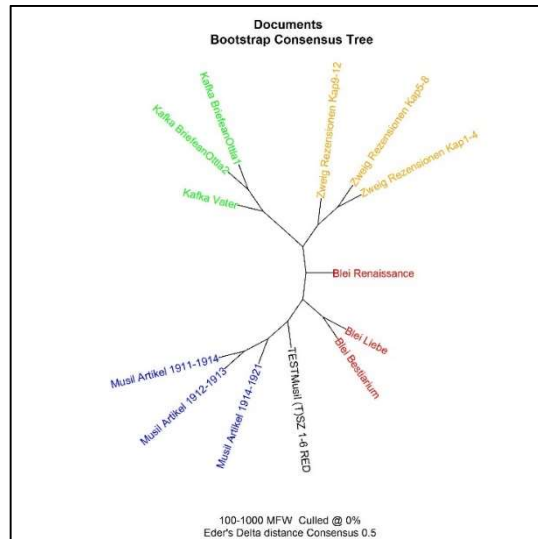 Documents
Bootstrap Consensus Tree
Kafka BriefeanOttla1
Kafka BriefeanOttla2
Kafka Vater
Zweig Rezensionen Kap9-12
Zweig Rezensionen Kap5-8
Zweig Rezensionen Kap1-4
Blei Renaissance
Blei Liebe
Blei Bestiarium
TESTMusil (T)SZ 1-6 RED
Musil Artikel 1914-1921
Musil Artikel 1912-1913
Musil Artikel 1911-1914
100-1000 MFW Culled @ 0%
Eder's Delta distance Consensus 0.5